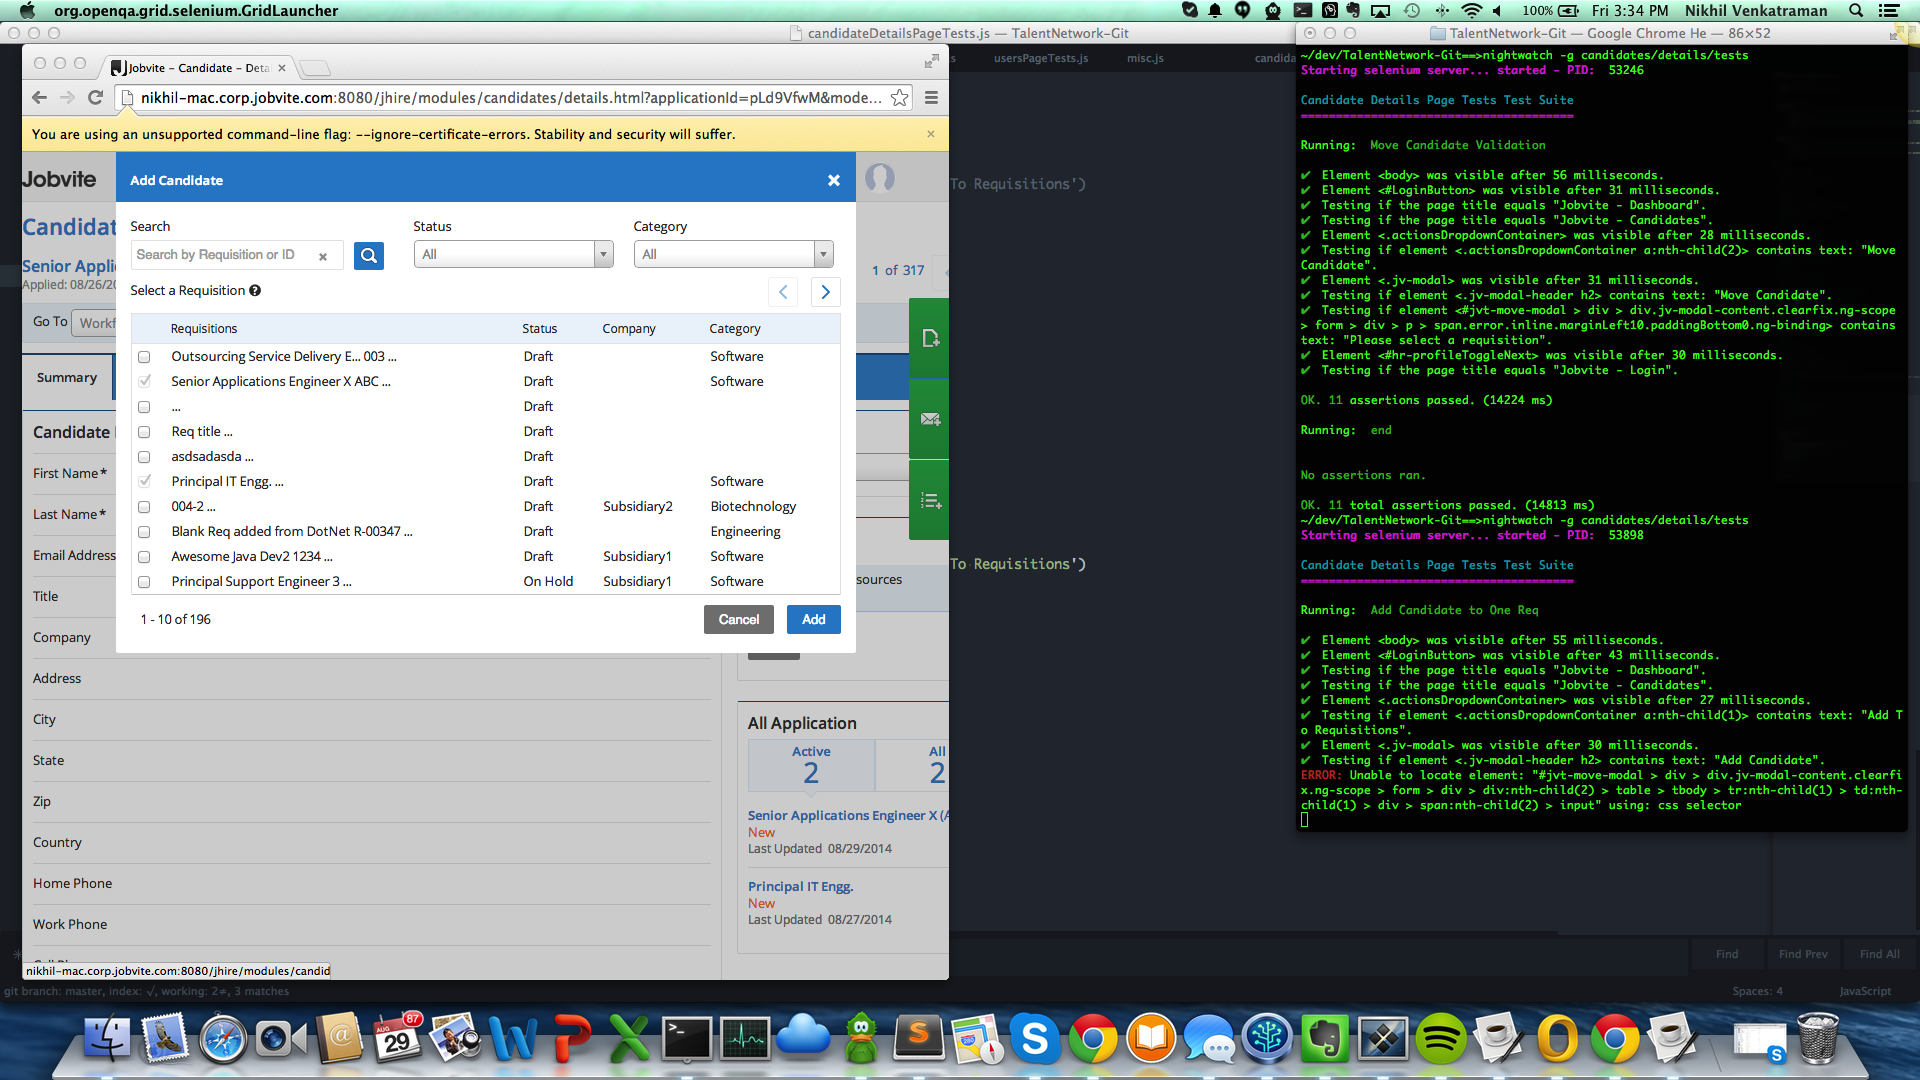 org.openqa.grid.selenium.GridLauncher
100%
Fri 3:34 PM
Nikhil Venkatraman
candidateDetailsPageTests.js — TalentNetwork-Git
usersPageTests.js
misc.js
candida
Jobvite - Candidate - Deta
nikhil-mac.corp.jobvite.com:8080/jhire/modules/candidates/details.html?applicationId=pLd9VfwM&mode...
You are using an unsupported command-line flag: --ignore-certificate-errors. Stability and security will suffer.
Jobvite
Add Candidate
Candidat
Search
Status
Category
Search by Requisition or ID
All
All
Senior Appli
Applied: 08/26/20
1 of 317
Select a Requisition
Go To
Workf
Requisitions
Status
Company
Category
Outsourcing Service Delivery E... 003 ...
Draft
Software
Senior Applications Engineer X ABC ...
Draft
Software
...
Draft
Req title ...
Draft
asdsadasda ...
Draft
Principal IT Engg. ...
Draft
Software
004-2 ...
Draft
Subsidiary2
Biotechnology
Blank Req added from DotNet R-00347 ...
Draft
Engineering
Awesome Java Dev2 1234 ...
Draft
Subsidiary1
Software
Principal Support Engineer 3 ...
On Hold
Subsidiary1
Software
1 - 10 of 196
Cancel
Add
Summary
Candidate
First Name*
Last Name*
Email Address
Title
Company
Address
City
State
Zip
Country
Home Phone
Work Phone
sources
All Application
Active
2
All
2
Senior Applications Engineer X (A
New
Last Updated 08/29/2014
Principal IT Engg.
New
Last Updated 08/27/2014
nikhil-mac.corp.jobvite.com:8080/jhire/modules/candid
To Requisitions')
To Requisitions')
TalentNetwork-Git — Google Chrome He — 86×52
~/dev/TalentNetwork-Git==>nightwatch -g candidates/details/tests
Starting selenium server... started - PID: 53246
Candidate Details Page Tests Test Suite
=======================================
Running: Move Candidate Validation
✔ Element <body> was visible after 56 milliseconds.
✔ Element <#LoginButton> was visible after 31 milliseconds.
✔ Testing if the page title equals "Jobvite - Dashboard".
✔ Testing if the page title equals "Jobvite - Candidates".
✔ Element <.actionsDropdownContainer> was visible after 28 milliseconds.
✔ Testing if element <.actionsDropdownContainer a:nth-child(2)> contains text: "Move
Candidate".
✔ Element <.jv-modal> was visible after 31 milliseconds.
✔ Testing if element <.jv-modal-header h2> contains text: "Move Candidate".
✔ Testing if element <#jvt-move-modal > div > div.jv-modal-content.clearfix.ng-scope
> form > div > p > span.error.inline.marginLeft10.paddingBottom0.ng-binding> contains
text: "Please select a requisition".
✔ Element <#hr-profileToggleNext> was visible after 30 milliseconds.
✔ Testing if the page title equals "Jobvite - Login".
OK. 11 assertions passed. (14224 ms)
Running: end
No assertions ran.
OK. 11 total assertions passed. (14813 ms)
~/dev/TalentNetwork-Git==>nightwatch -g candidates/details/tests
Starting selenium server... started - PID: 53898
Candidate Details Page Tests Test Suite
=======================================
Running: Add Candidate to One Req
✔ Element <body> was visible after 55 milliseconds.
✔ Element <#LoginButton> was visible after 43 milliseconds.
✔ Testing if the page title equals "Jobvite - Dashboard".
✔ Testing if the page title equals "Jobvite - Candidates".
✔ Element <.actionsDropdownContainer> was visible after 27 milliseconds.
✔ Testing if element <.actionsDropdownContainer a:nth-child(1)> contains text: "Add T
o Requisitions".
✔ Element <.jv-modal> was visible after 30 milliseconds.
✔ Testing if element <.jv-modal-header h2> contains text: "Add Candidate".
ERROR: Unable to locate element: "#jvt-move-modal > div > div.jv-modal-content.clearfi
x.ng-scope > form > div > div:nth-child(2) > table > tbody > tr:nth-child(1) > td:nth-
child(1) > div > span:nth-child(2) > input" using: css selector
Find
Find Prev
Find All
git branch: master, index: √, working: 2≠, 3 matches
Spaces: 4
JavaScript
AUG
29
87